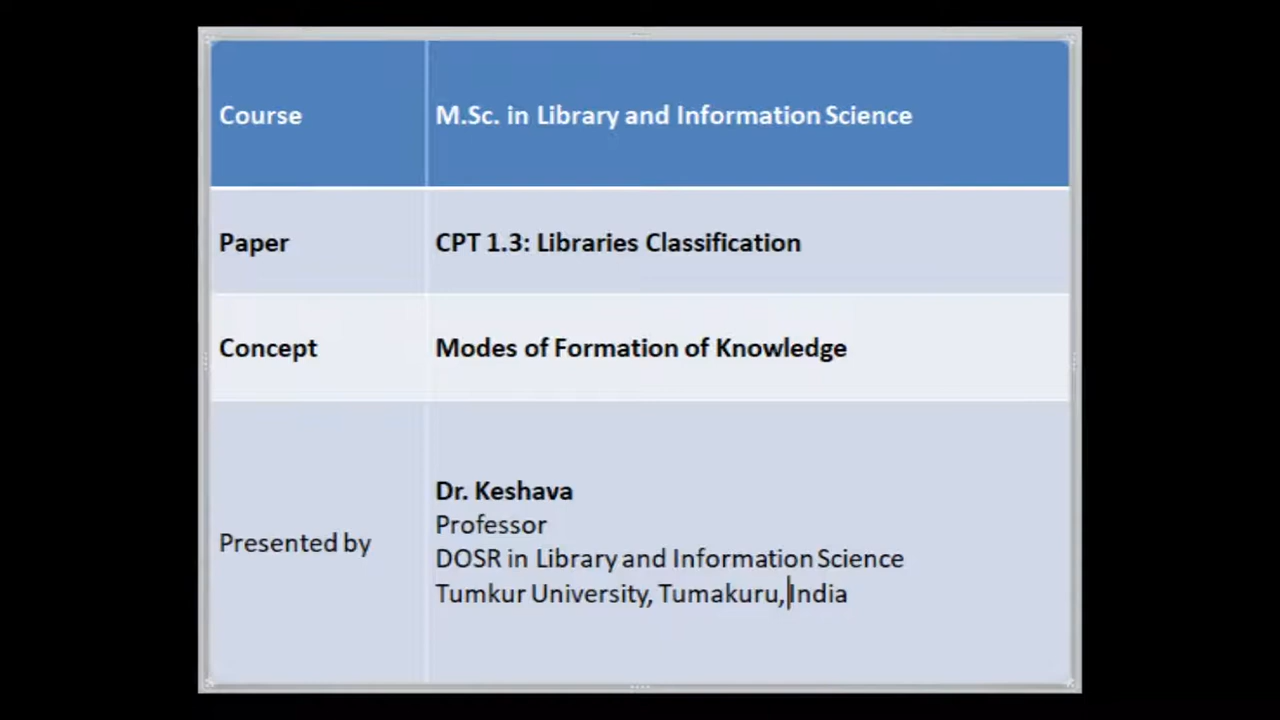 Course M.Sc. in Library and Information Science
Paper CPT 1.3: Libraries Classification
Concept Modes of Formation of Knowledge
Presented by
Dr. Keshava
Professor
DOSR in Library and Information Science
Tumkur University, Tumakuru, India